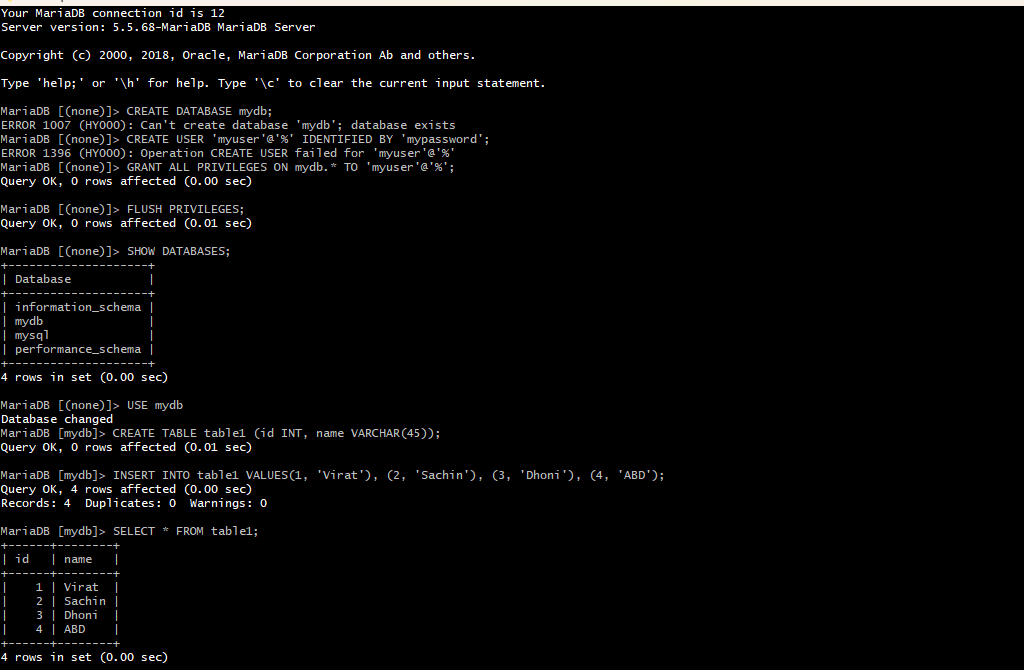 Your MariaDB connection id is 12
Server version: 5.5.68-MariaDB MariaDB Server
Copyright (c) 2000, 2018, Oracle, MariaDB Corporation Ab and others.
Type 'help;' or '\h' for help. Type '\c' to clear the current input statement.
MariaDB [(none)]> CREATE DATABASE mydb;
ERROR 1007 (HY000): Can't create database 'mydb'; database exists
MariaDB [(none)]> CREATE USER 'myuser'@'%' IDENTIFIED BY 'mypassword';
ERROR 1396 (HY000): Operation CREATE USER failed for 'myuser'@'%'
MariaDB [(none)]> GRANT ALL PRIVILEGES ON mydb.* TO 'myuser'@'%';
Query OK, 0 rows affected (0.00 sec)
MariaDB [(none)]> FLUSH PRIVILEGES;
Query OK, 0 rows affected (0.01 sec)
MariaDB [(none)]> SHOW DATABASES;
+--------------------+
| Database           |
+--------------------+
| information_schema |
| mydb               |
| mysql              |
| performance_schema |
+--------------------+
4 rows in set (0.00 sec)
MariaDB [(none)]> USE mydb
Database changed
MariaDB [mydb]> CREATE TABLE table1 (id INT, name VARCHAR(45));
Query OK, 0 rows affected (0.01 sec)
MariaDB [mydb]> INSERT INTO table1 VALUES(1, 'Virat'), (2, 'Sachin'), (3, 'Dhoni'), (4, 'ABD');
Query OK, 4 rows affected (0.00 sec)
Records: 4  Duplicates: 0  Warnings: 0
MariaDB [mydb]> SELECT * FROM table1;
+------+--------+
| id   | name   |
+------+--------+
|    1 | Virat  |
|    2 | Sachin |
|    3 | Dhoni  |
|    4 | ABD    |
+------+--------+
4 rows in set (0.00 sec)